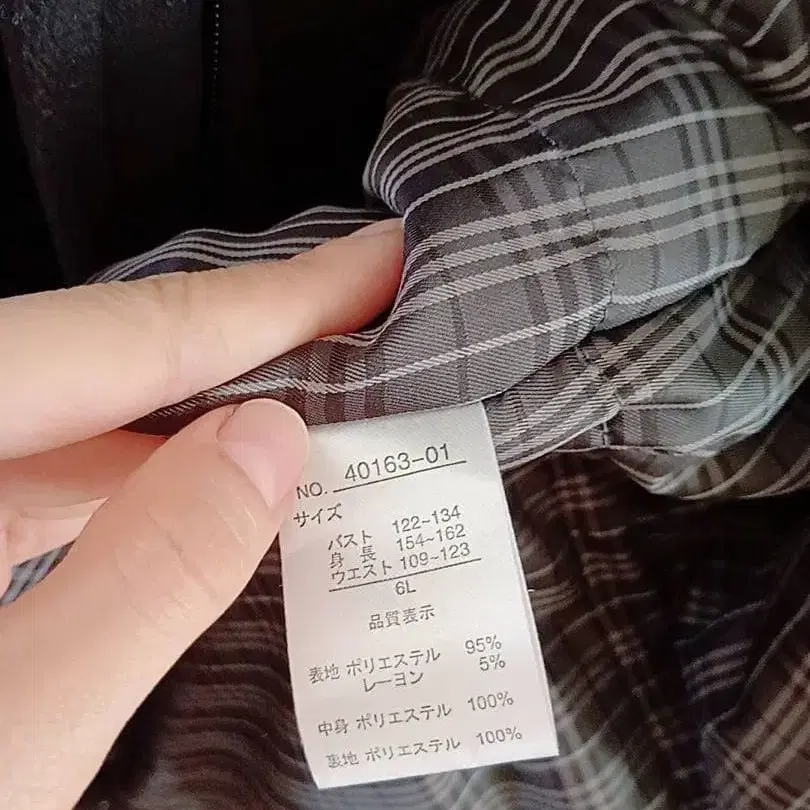 NO. 40163-01
サイズ
バスト 122~134
身長 154~162
ウエスト 109~123
6L
品質表示
表地 ポリエステル 95%
レーヨン 5%
中身 ポリエステル 100%
裏地 ポリエステル 100%